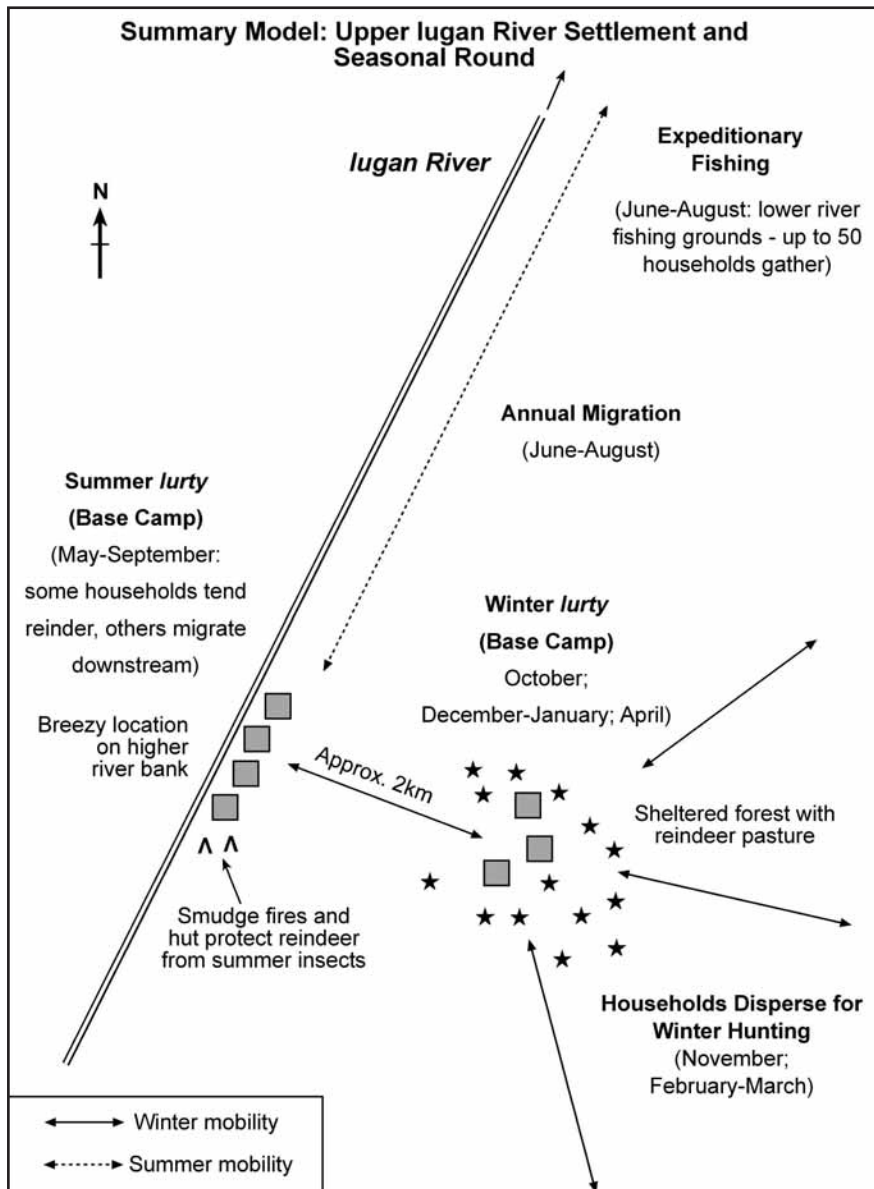 Summary Model: Upper Iugan River Settlement and
Seasonal Round
Iugan River
N
Expeditionary
Fishing
(June-August: lower river
fishing grounds - up to 50
households gather)
Annual Migration
(June-August)
Summer Iurty
(Base Camp)
(May-September:
some households tend
reinder, others migrate
downstream)
Breezy location
on higher
river bank
Winter Iurty
(Base Camp)
October;
December-January; April)
Approx. 2km
Sheltered forest with
reindeer pasture
Smudge fires and
hut protect reindeer
from summer insects
Households Disperse for
Winter Hunting
(November;
February-March)
Winter mobility
Summer mobility